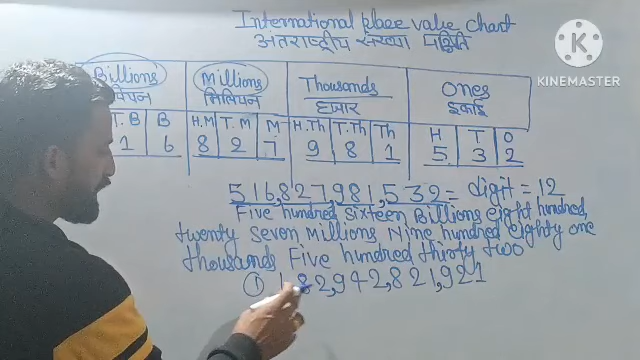 International place value chart
अंतराष्ट्रीय संख्या पद्धति
KINEMASTER
Billions Millions Thousands Ones
बिलियन मिलियन हजार इकाई
T.B B H.M T.M M H.Th T.Th Th H T O
1 6 8 2 7 9 8 1 5 3 2
516,827,981,532 = digit = 12
Five hundred Sixteen Billions eight hundred,
twenty Seven Millions Nine hundred eighty one
thousands Five hundred thirty two
① 182,942,821,921